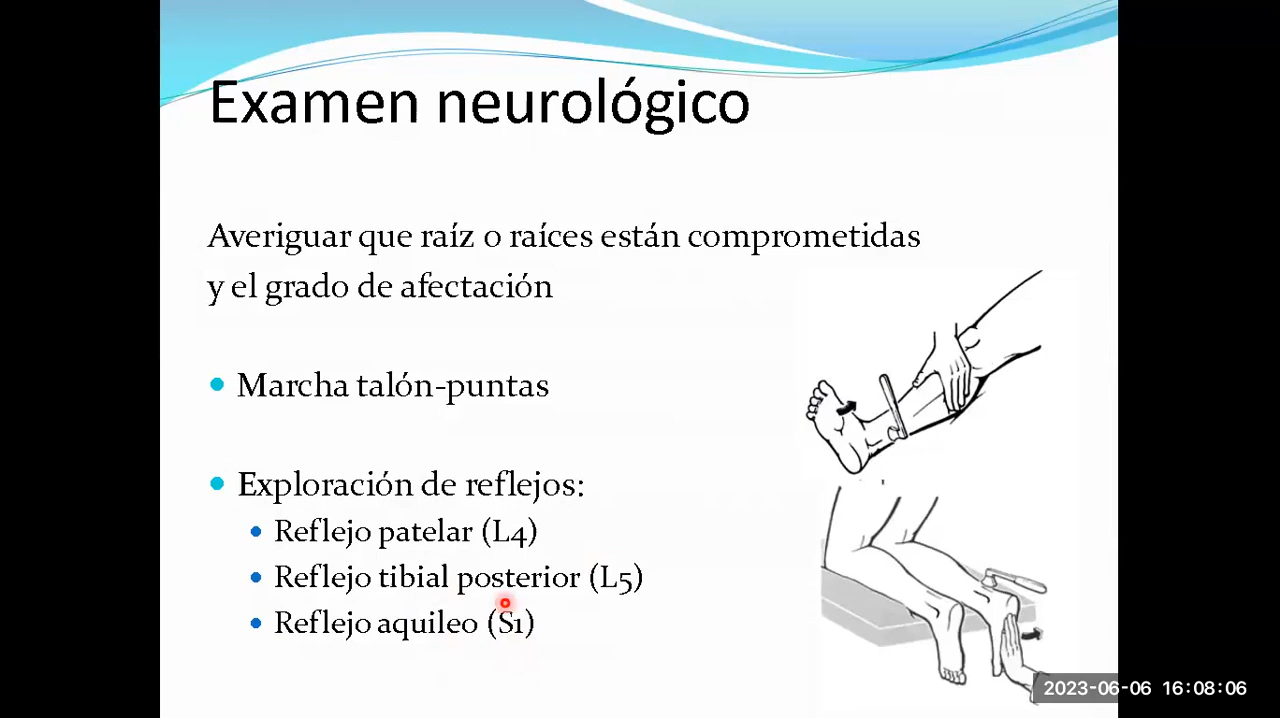 Examen neurológico
Averiguar que raíz o raíces están comprometidas
y el grado de afectación
• Marcha talón-puntas
• Exploración de reflejos:
• Reflejo patelar (L4)
• Reflejo tibial posterior (L5)
• Reflejo aquileo (S1)
2023-06-06 16:08:06